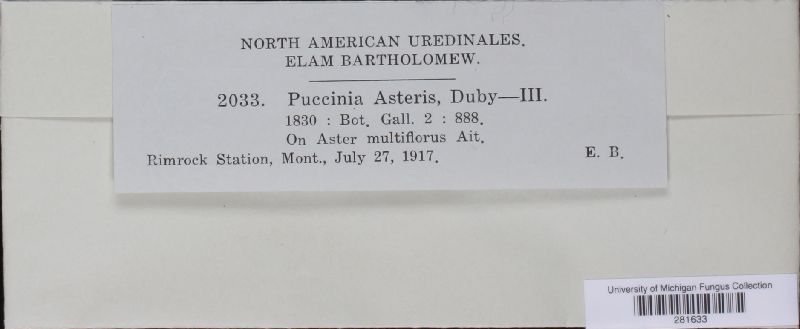 NORTH AMERICAN UREDINALES.
ELAM BARTHOLOMEW.
2033. Puccinia Asteris, Duby—III.
1830 : Bot. Gall. 2 : 888.
On Aster multiflorus Ait.
Rimrock Station, Mont., July 27, 1917. E. B.
University of Michigan Fungus Collection
281633